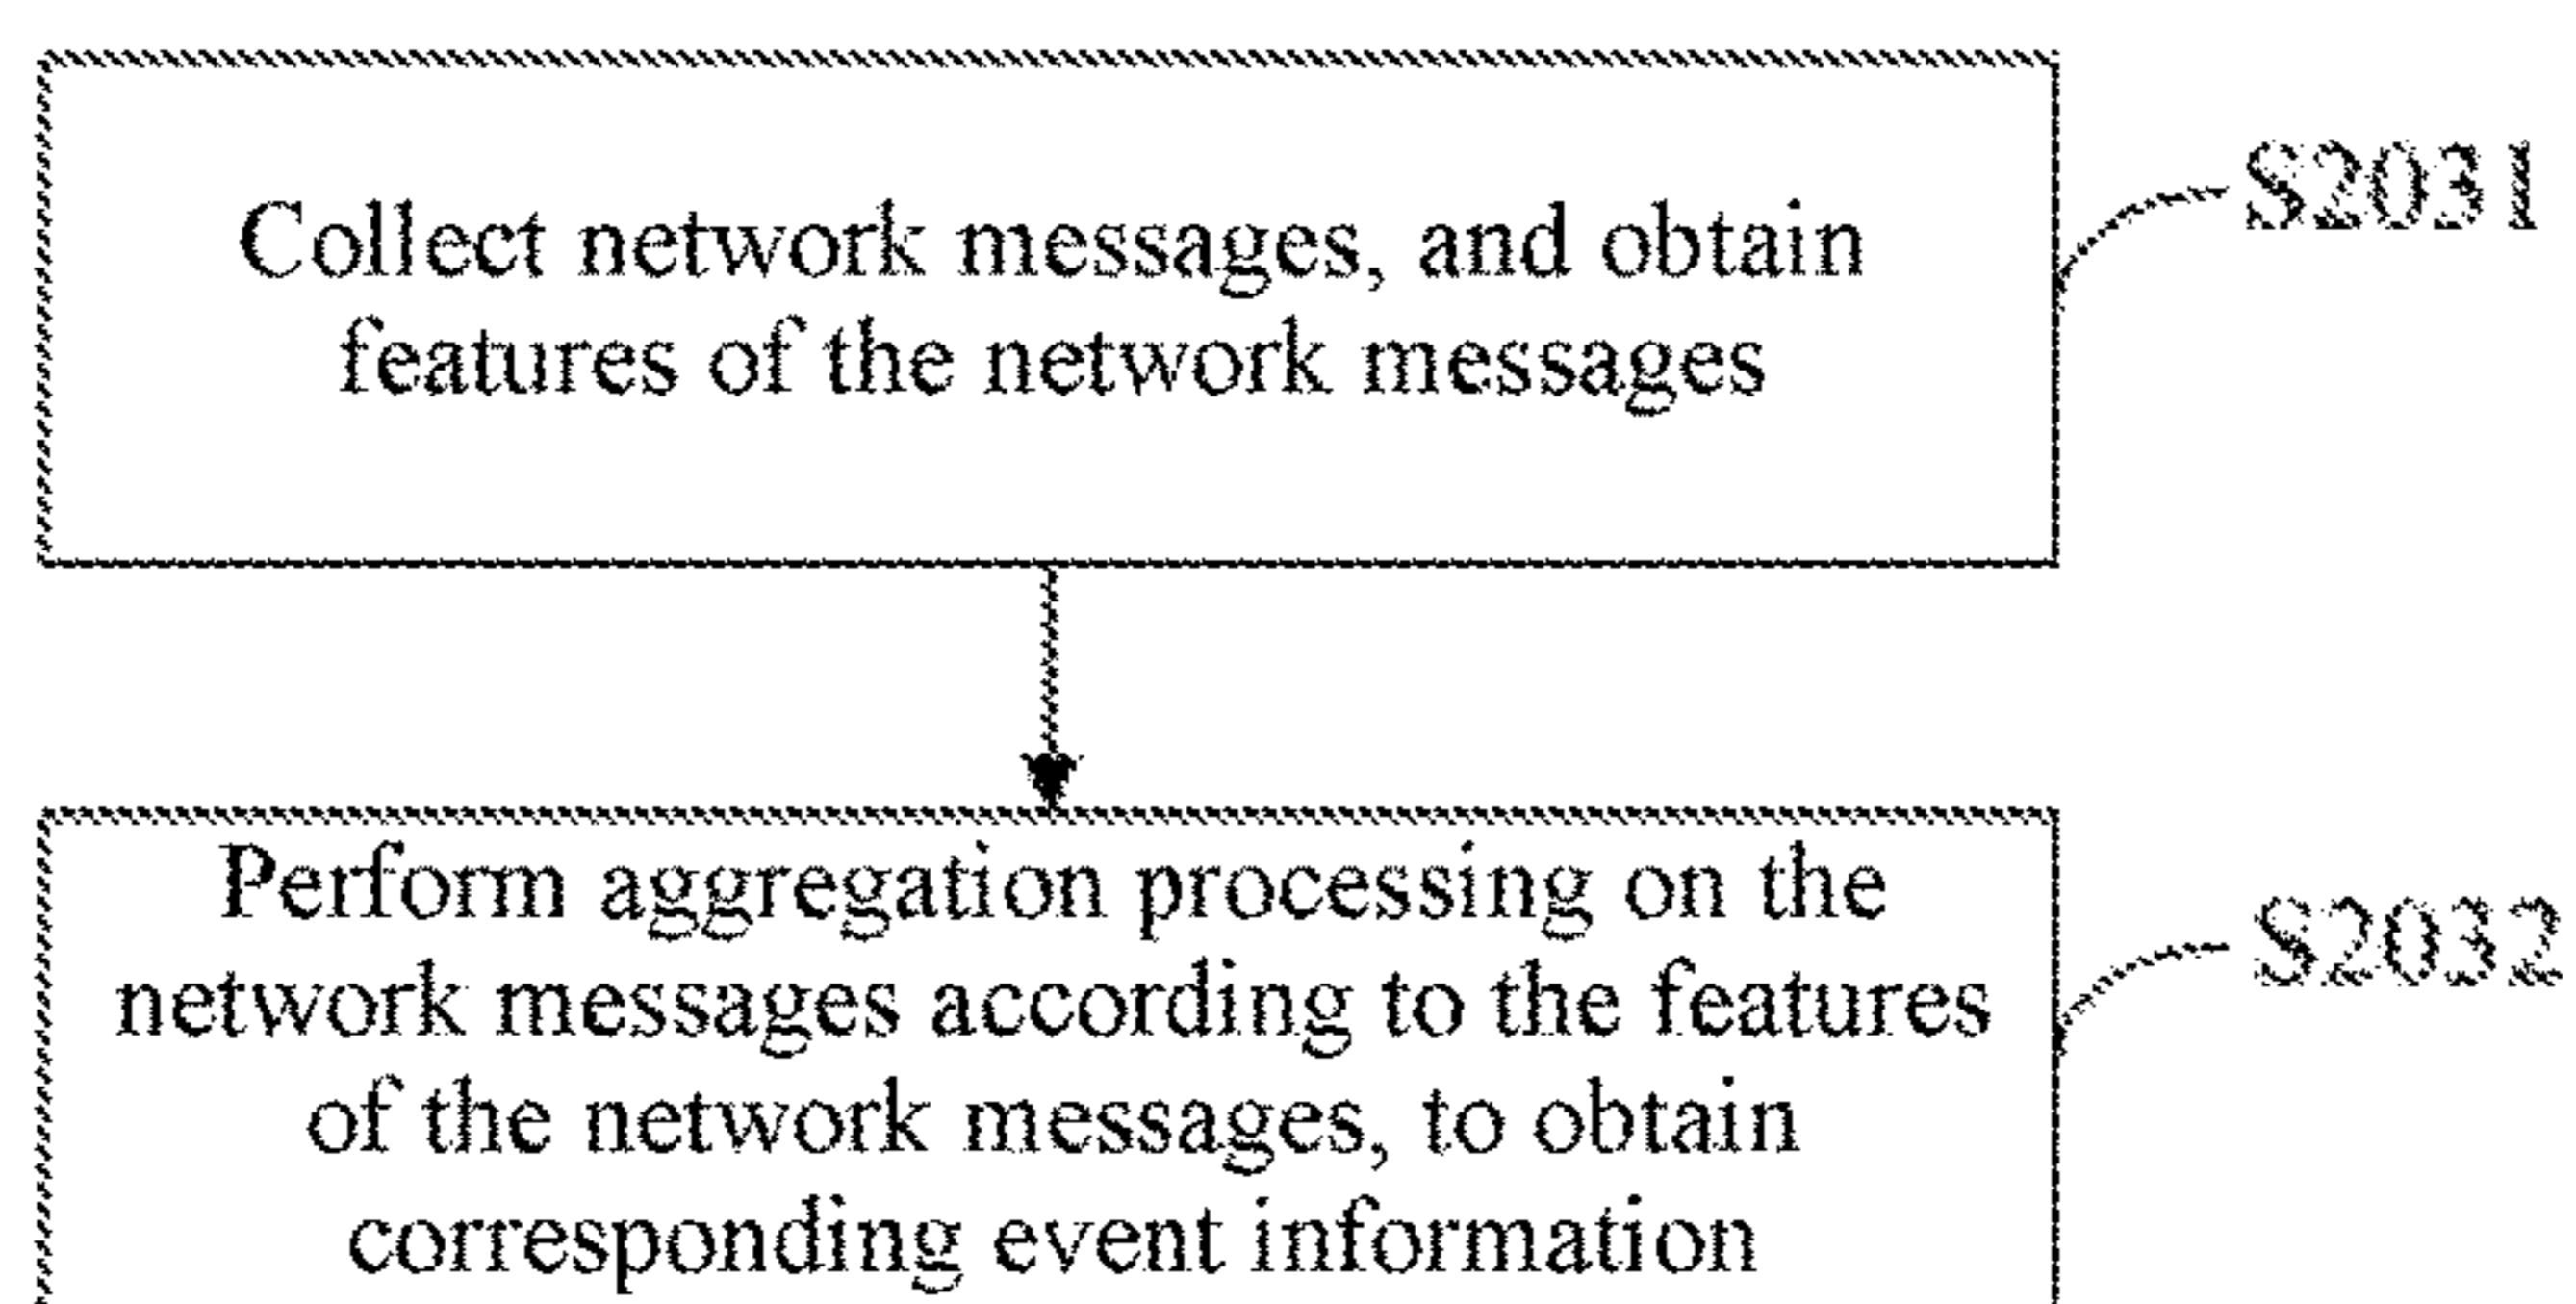 Collect network messages, and obtain
features of the network messages
S2031
Perform aggregation processing on the
network messages according to the features
of the network messages, to obtain
corresponding event information
S2032